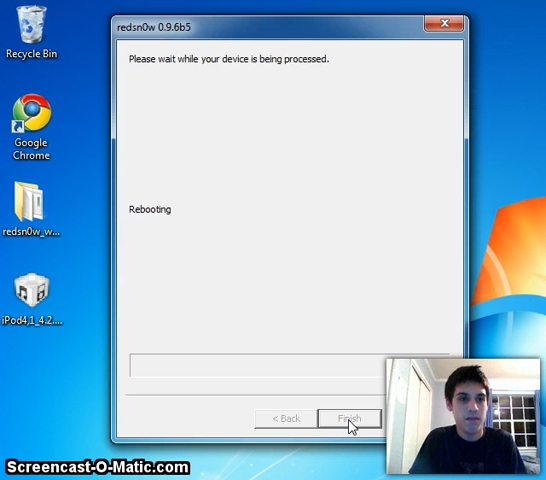 redsn0w 0.9.6b5
Please wait while your device is being processed.
Recycle Bin
Google
Chrome
redsn0w_w...
Rebooting
iPod4,1_4.2....
< Back
Finish
Screencast-O-Matic.com